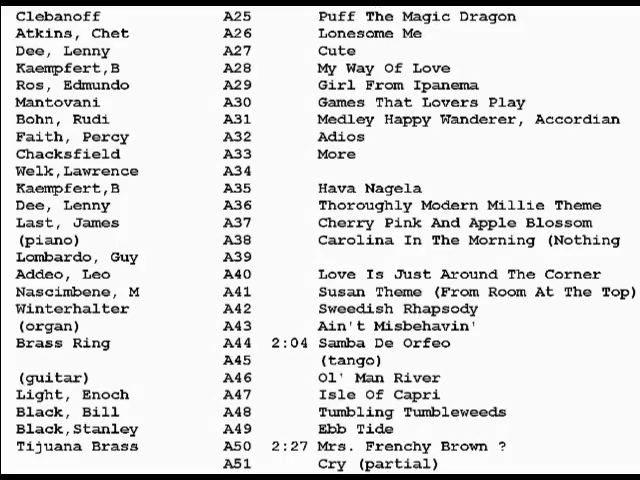 Clebanoff A25 Puff The Magic Dragon
Atkins, Chet A26 Lonesome Me
Dee, Lenny A27 Cute
Kaempfert,B A28 My Way Of Love
Ros, Edmundo A29 Girl From Ipanema
Mantovani A30 Games That Lovers Play
Bohn, Rudi A31 Medley Happy Wanderer, Accordian
Faith, Percy A32 Adios
Chacksfield A33 More
Welk,Lawrence A34
Kaempfert,B A35 Hava Nagela
Dee, Lenny A36 Thoroughly Modern Millie Theme
Last, James A37 Cherry Pink And Apple Blossom
(piano) A38 Carolina In The Morning (Nothing
Lombardo, Guy A39
Addeo, Leo A40 Love Is Just Around The Corner
Nascimbene, M A41 Susan Theme (From Room At The Top)
Winterhalter A42 Sweedish Rhapsody
(organ) A43 Ain't Misbehavin'
Brass Ring A44 2:04 Samba De Orfeo
A45 (tango)
(guitar) A46 Ol' Man River
Light, Enoch A47 Isle Of Capri
Black, Bill A48 Tumbling Tumbleweeds
Black,Stanley A49 Ebb Tide
Tijuana Brass A50 2:27 Mrs. Frenchy Brown ?
A51 Cry (partial)